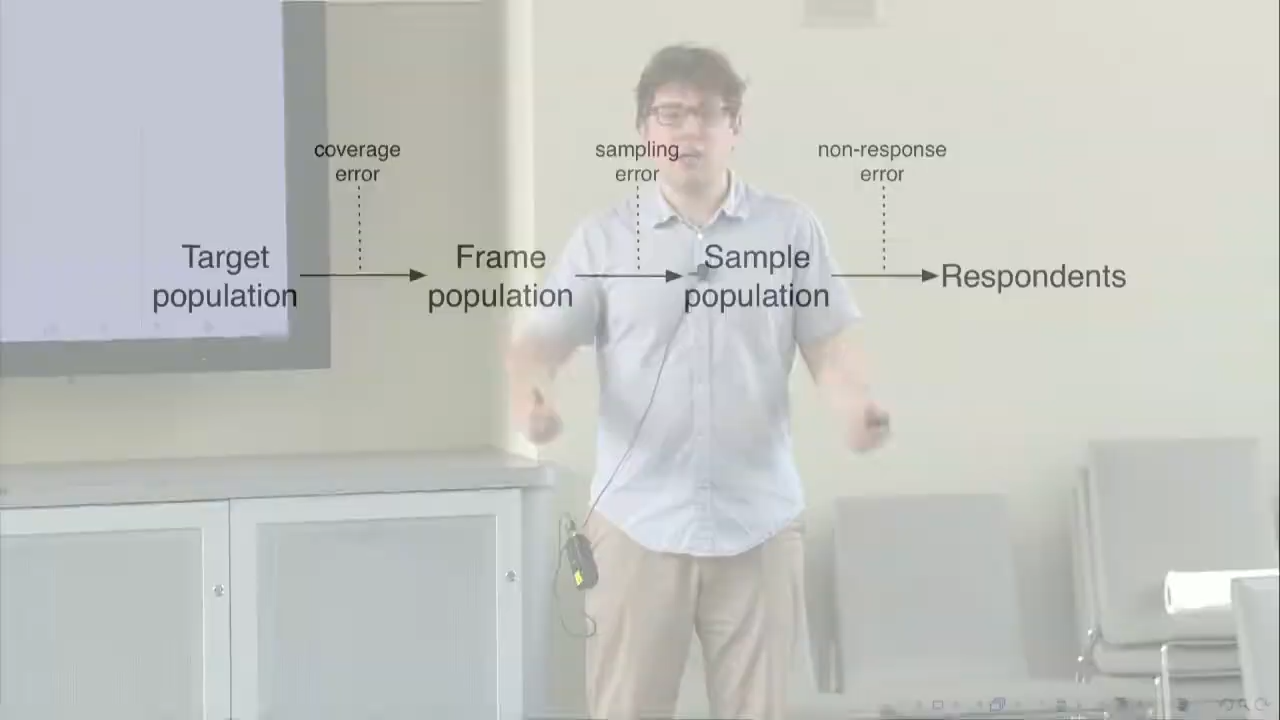 coverage
error
sampling
error
non-response
error
Target
population
Frame
population
Sample
population
Respondents